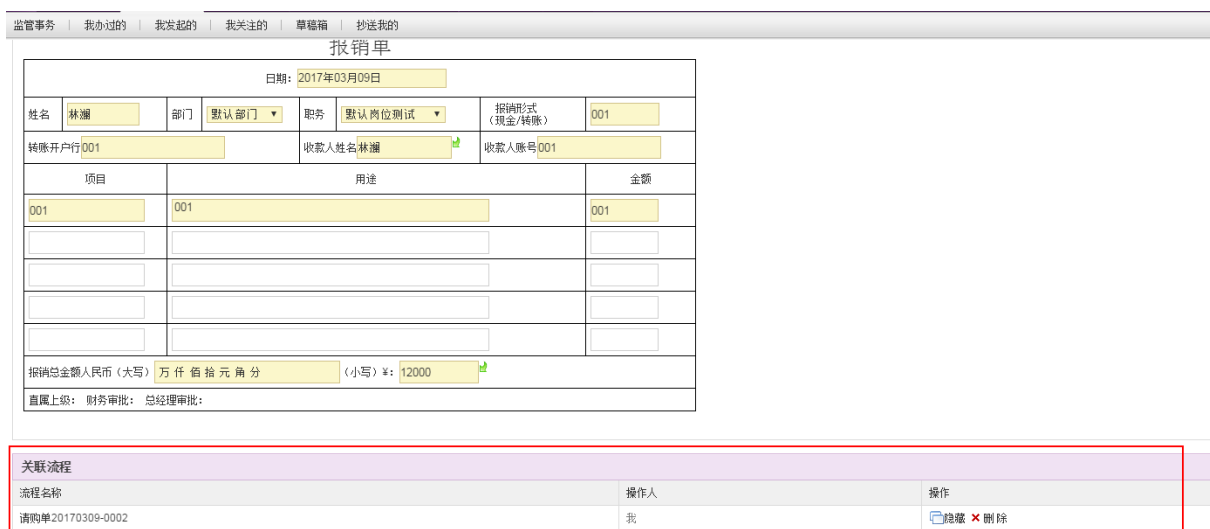 监管事务 | 我办过的 | 我发起的 | 我关注的 | 草稿箱 | 抄送我的
报销单
日期: 2017年03月09日
姓名 林澜 部门 默认部门 职务 默认岗位测试 报销形式（现金/转账） 001
转账开户行001 收款人姓名林澜 收款人账号001
项目 用途 金额
001 001 001
报销总金额人民币（大写） 万 仟 佰 拾 元 角 分 （小写）¥: 12000
直属上级: 财务审批: 总经理审批:
关联流程
流程名称 操作人 操作
请购单20170309-0002 我 隐藏 删除